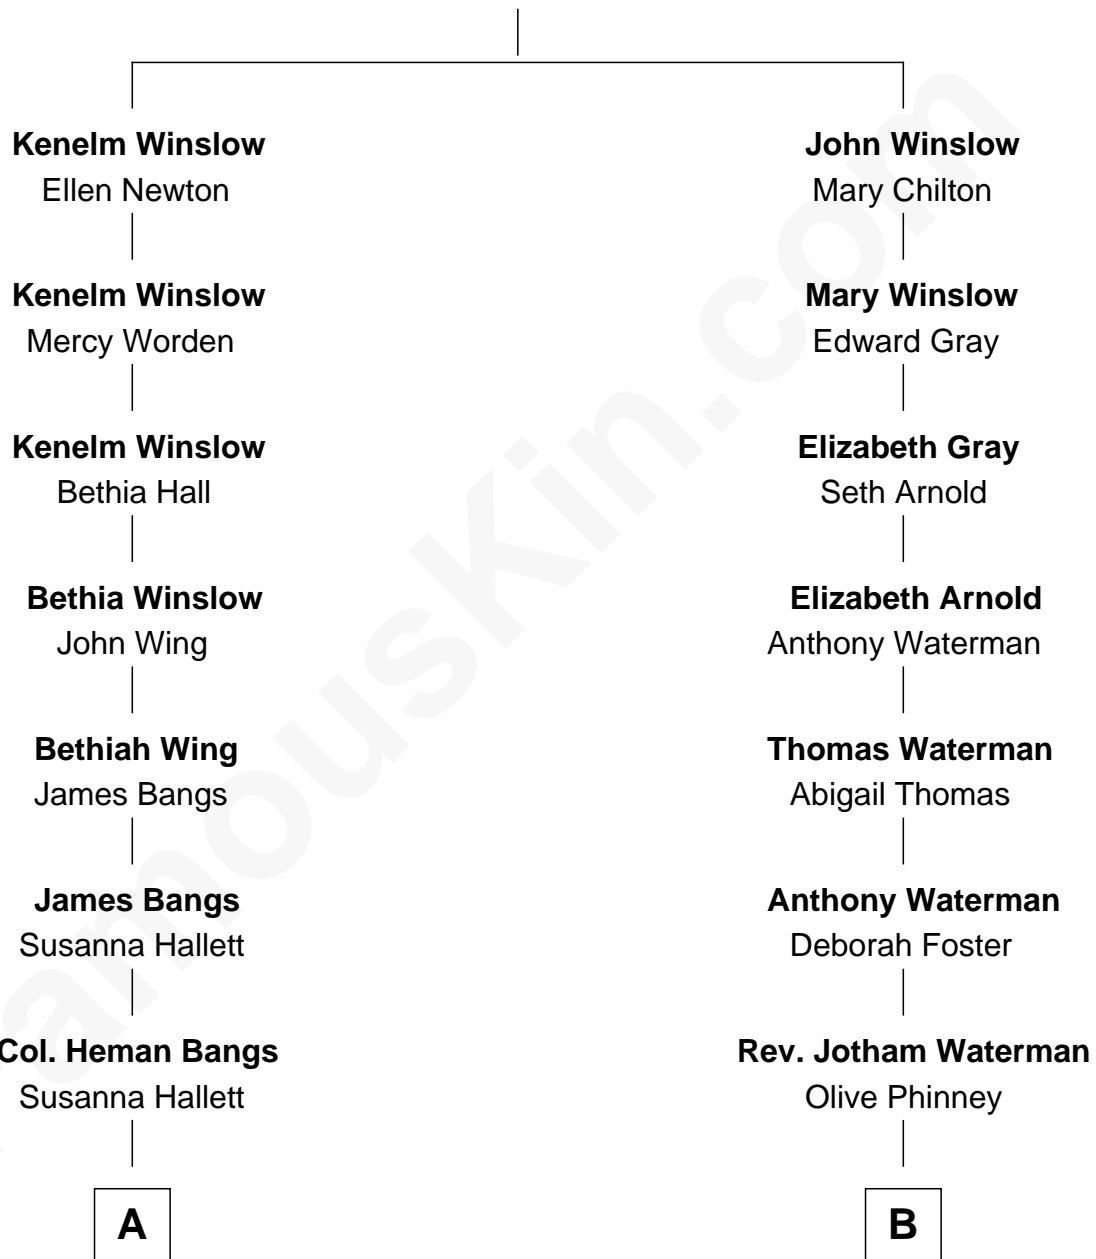 Kenelm Winslow
Ellen Newton
John Winslow
Mary Chilton
Kenelm Winslow
Mercy Worden
Mary Winslow
Edward Gray
Kenelm Winslow
Bethia Hall
Elizabeth Gray
Seth Arnold
Bethia Winslow
John Wing
Elizabeth Arnold
Anthony Waterman
Bethiah Wing
James Bangs
Thomas Waterman
Abigail Thomas
James Bangs
Susanna Hallett
Anthony Waterman
Deborah Foster
Col. Heman Bangs
Susanna Hallett
Rev. Jotham Waterman
Olive Phinney
A
B
FamousKin.com